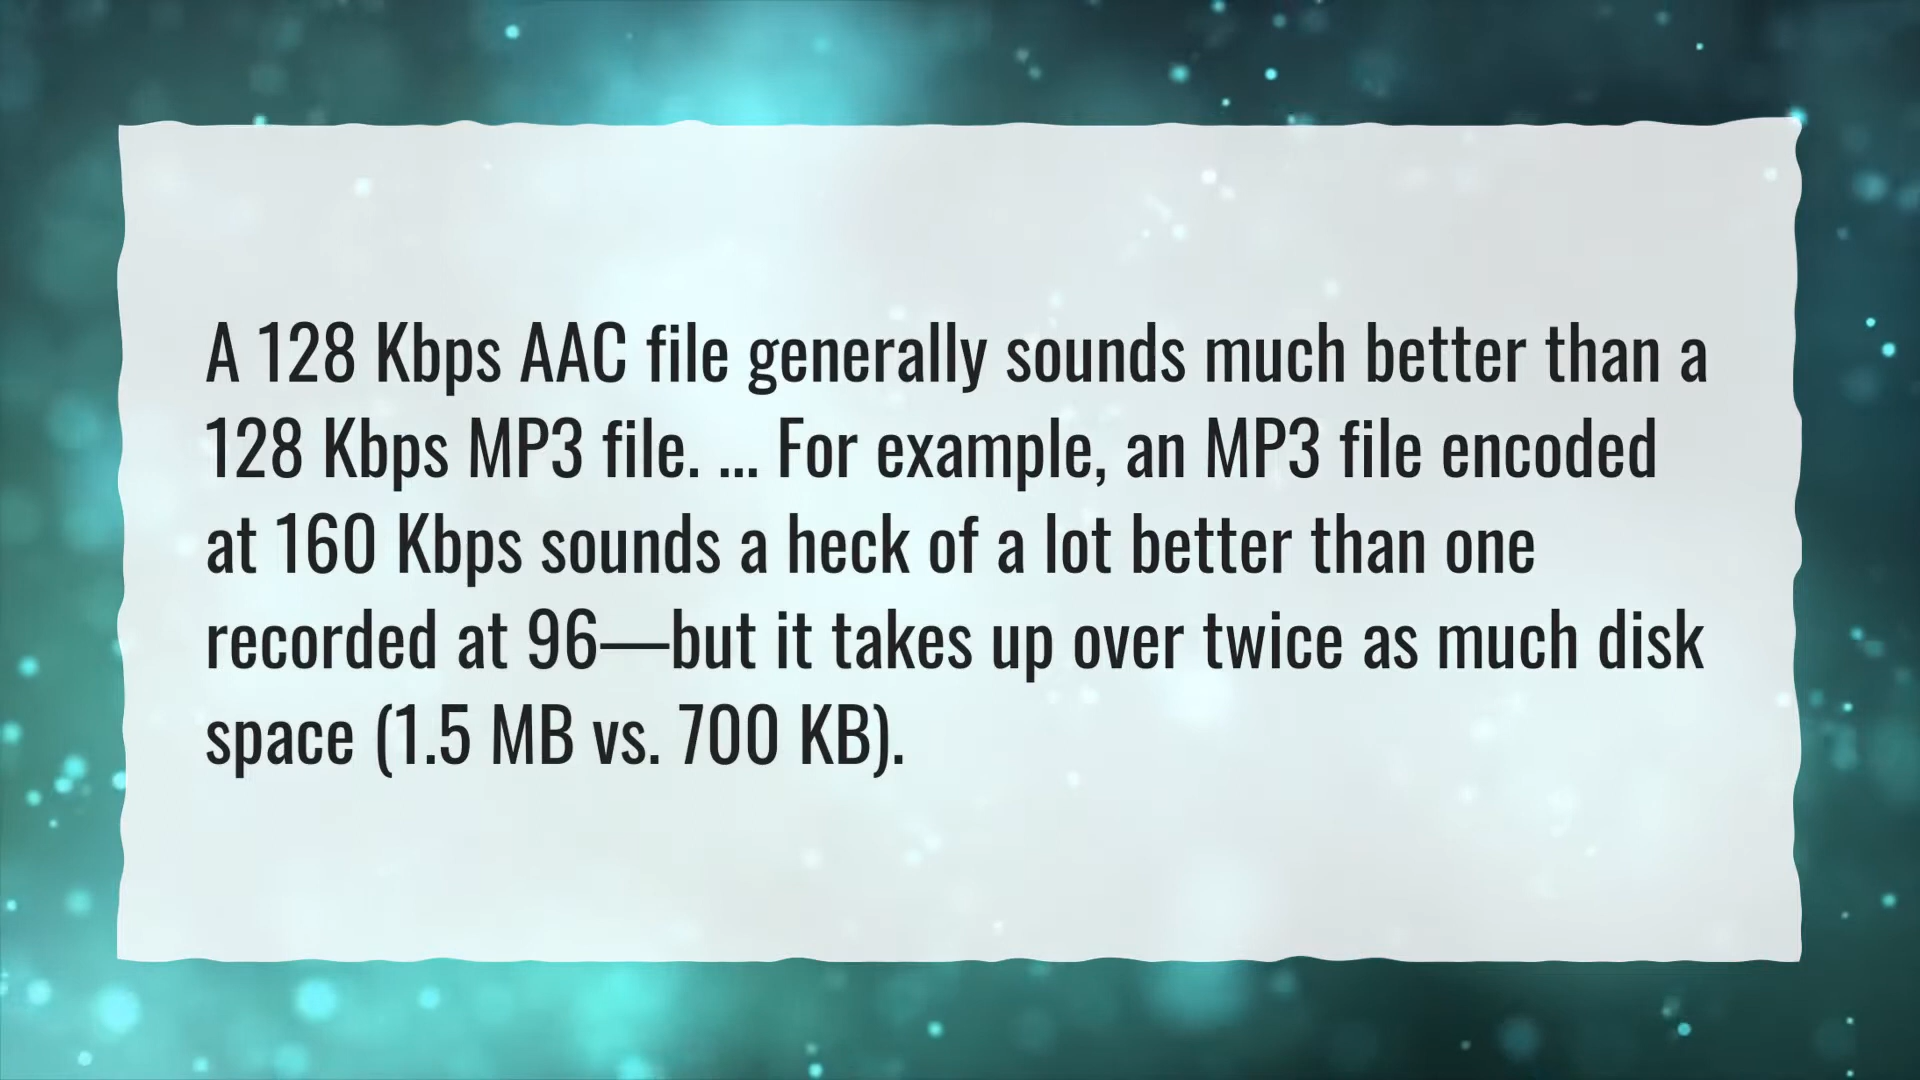 A 128 Kbps AAC file generally sounds much better than a
128 Kbps MP3 file. ... For example, an MP3 file encoded
at 160 Kbps sounds a heck of a lot better than one
recorded at 96—but it takes up over twice as much disk
space (1.5 MB vs. 700 KB).